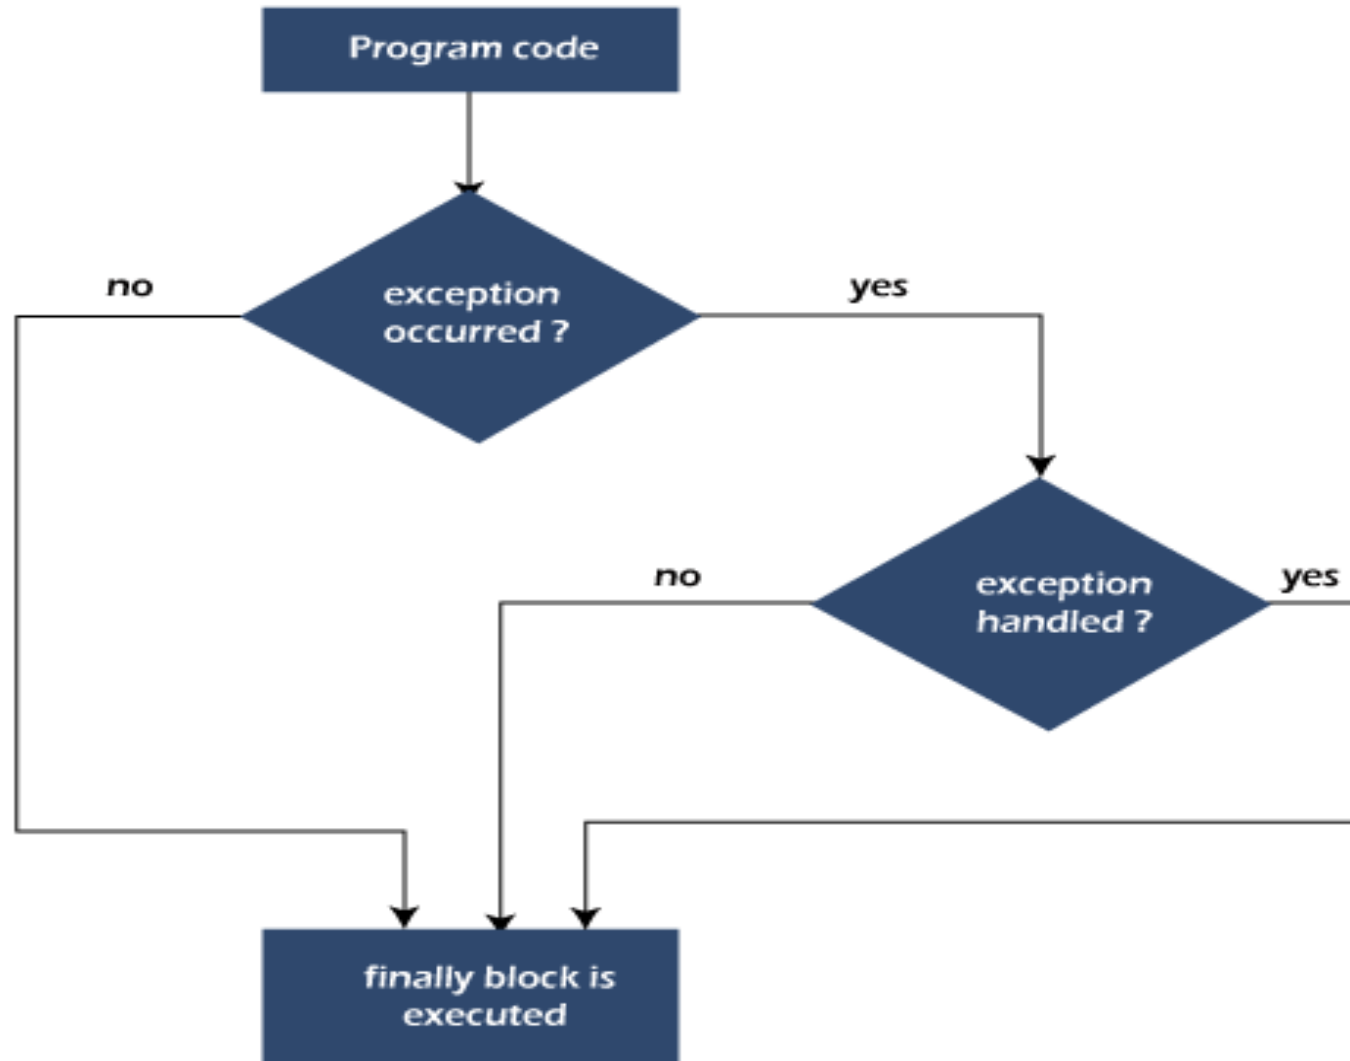 Program code
no
exception
occurred ?
yes
no
exception
handled ?
yes
finally block is
executed